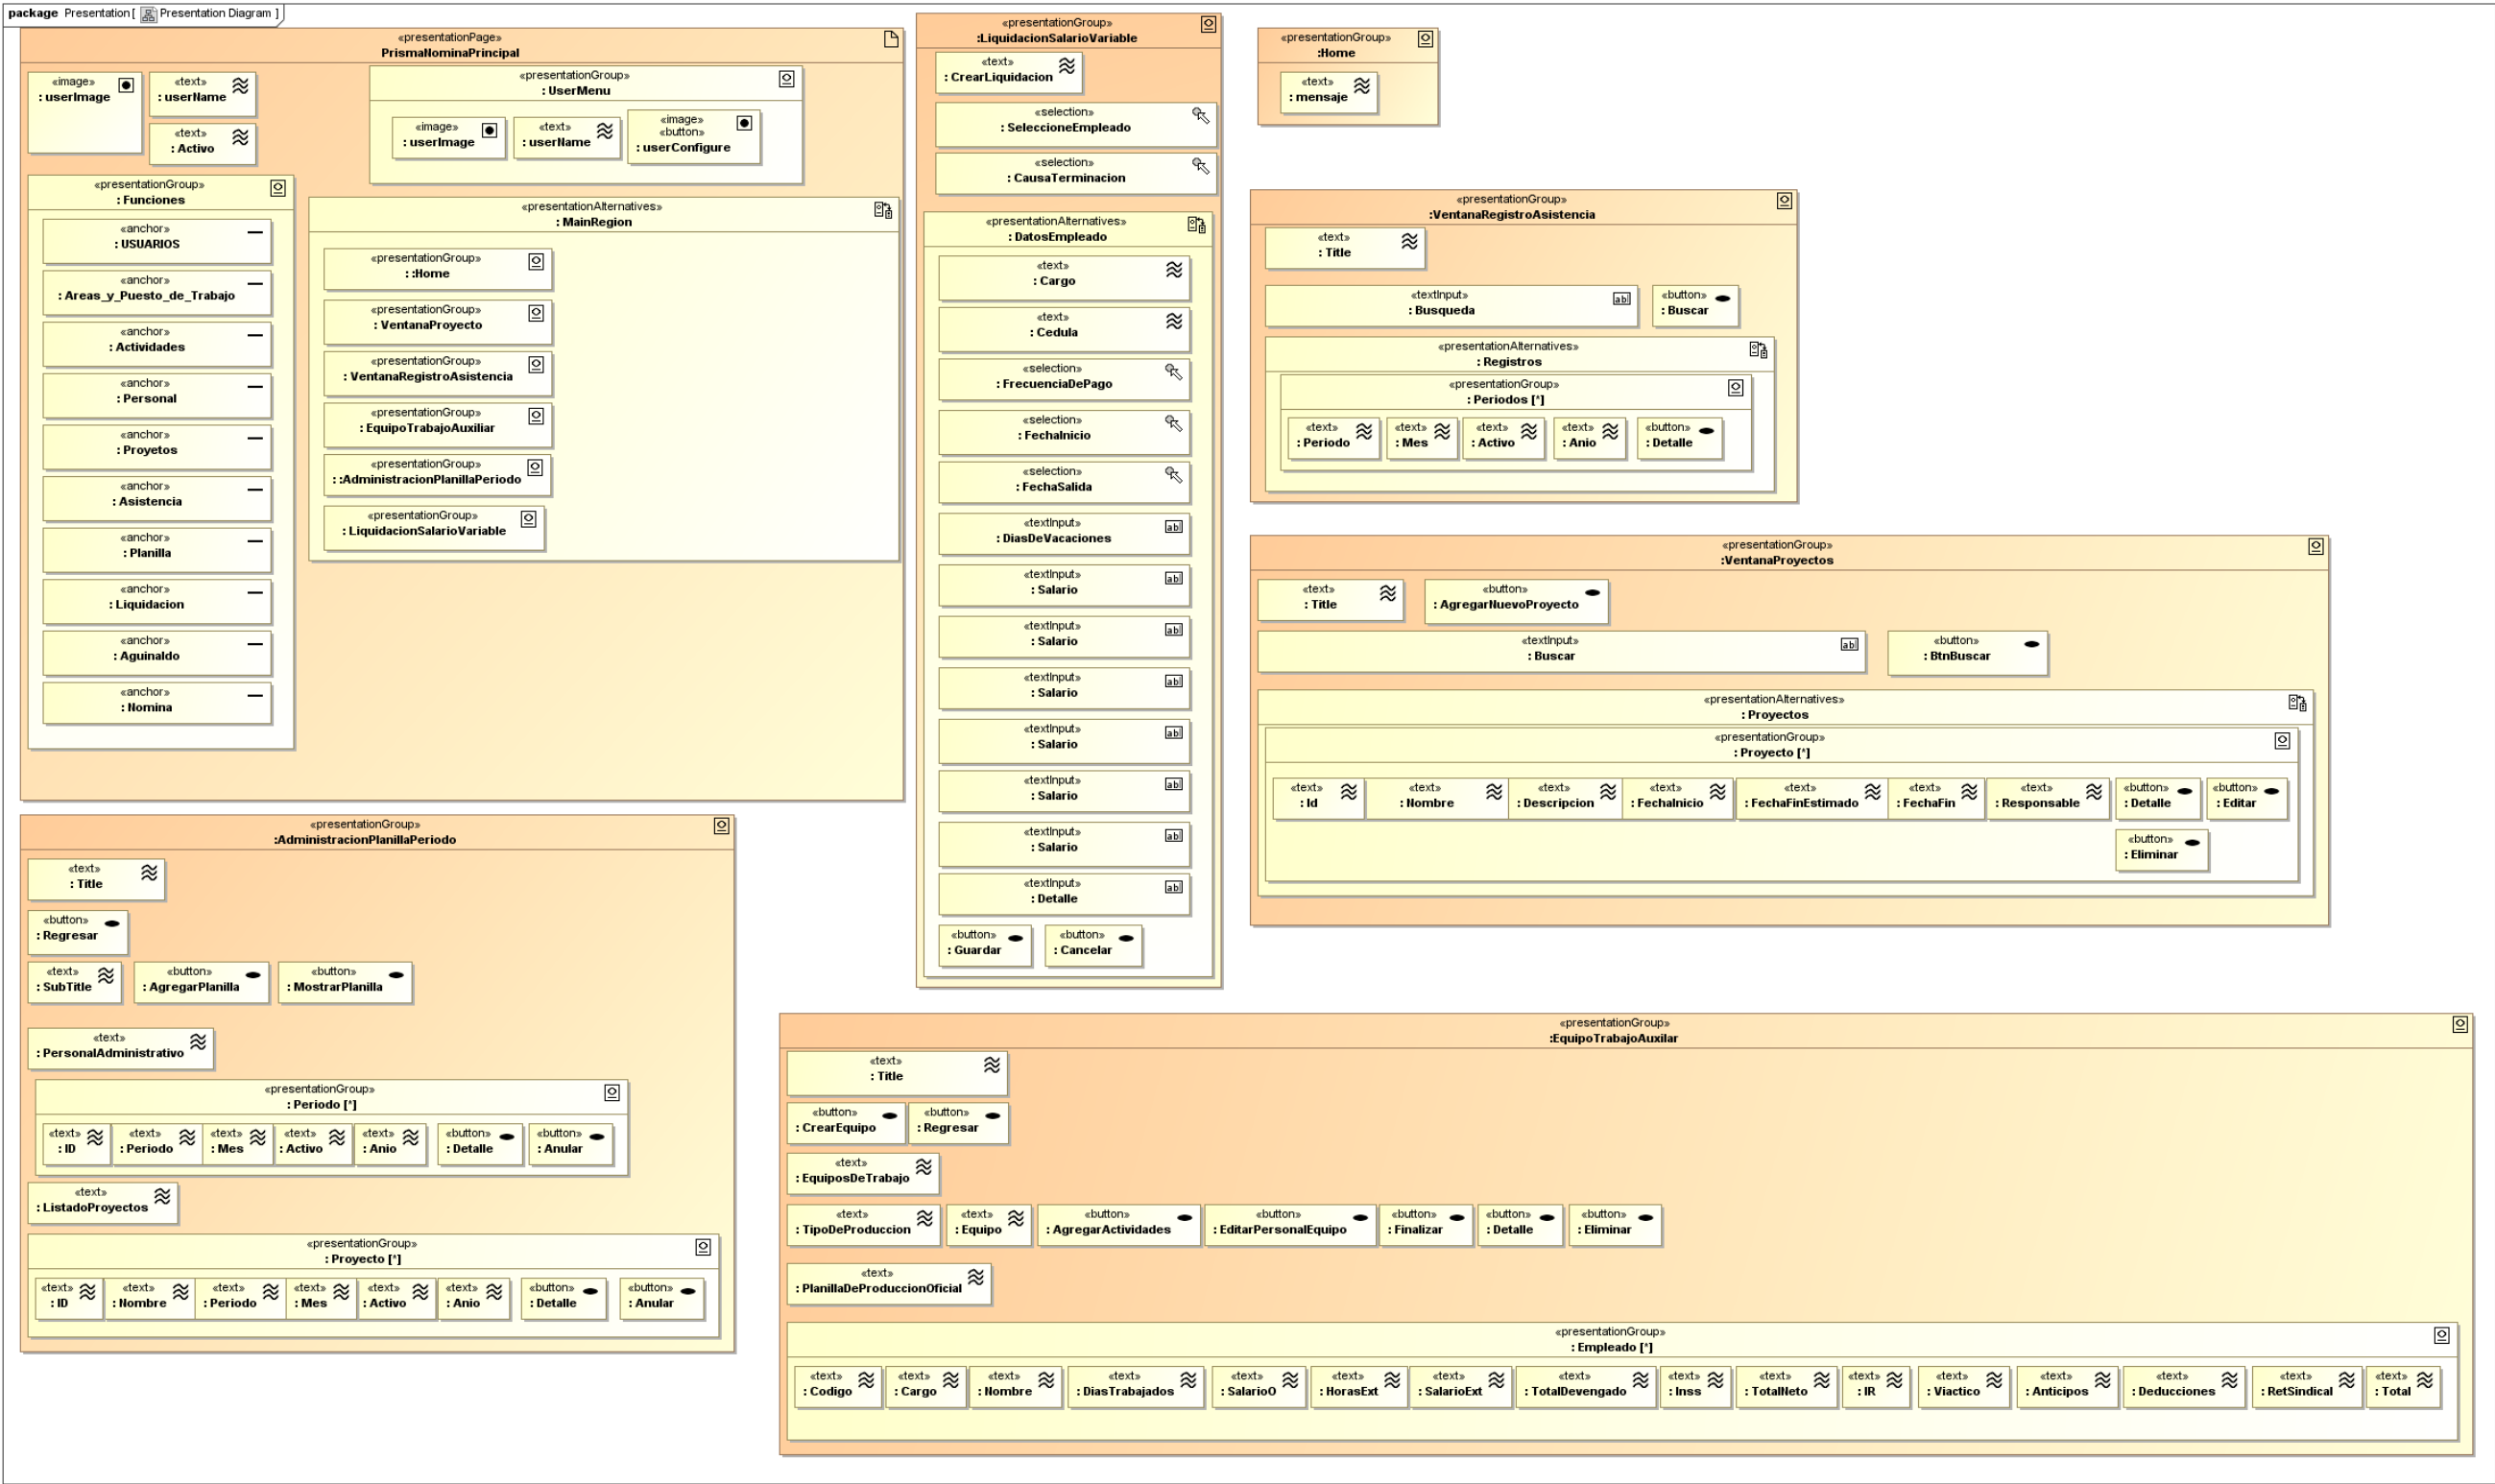 package Presentation [ Presentation Diagram ]
«presentationPage»
PrismaNominaPrincipal
«image»
: userImage
«text»
: userName
«text»
: Activo
«presentationGroup»
: UserMenu
«image»
: userImage
«text»
: userName
«image»
«button»
: userConfigure
«presentationGroup»
: Funciones
«anchor»
: USUARIOS
«anchor»
: Areas_y_Puesto_de_Trabajo
«anchor»
: Actividades
«anchor»
: Personal
«anchor»
: Proyetos
«anchor»
: Asistencia
«anchor»
: Planilla
«anchor»
: Liquidacion
«anchor»
: Aguinaldo
«anchor»
: Nomina
«presentationAlternatives»
: MainRegion
«presentationGroup»
: :Home
«presentationGroup»
: VentanaProyecto
«presentationGroup»
: VentanaRegistroAsistencia
«presentationGroup»
: EquipoTrabajoAuxiliar
«presentationGroup»
: :AdministracionPlanillaPeriodo
«presentationGroup»
: LiquidacionSalarioVariable
«presentationGroup»
:LiquidacionSalarioVariable
«text»
: CrearLiquidacion
«selection»
: SeleccioneEmpleado
«selection»
: CausaTerminacion
«presentationAlternatives»
: DatosEmpleado
«text»
: Cargo
«text»
: Cedula
«selection»
: FrecuenciaDePago
«selection»
: FechaInicio
«selection»
: FechaSalida
«textInput»
: DiasDeVacaciones
«textInput»
: Salario
«textInput»
: Salario
«textInput»
: Salario
«textInput»
: Salario
«textInput»
: Salario
«textInput»
: Salario
«textInput»
: Detalle
«button»
: Guardar
«button»
: Cancelar
«presentationGroup»
:Home
«text»
: mensaje
«presentationGroup»
:VentanaRegistroAsistencia
«text»
: Title
«textInput»
: Busqueda
«button»
: Buscar
«presentationAlternatives»
: Registros
«presentationGroup»
: Periodos [*]
«text»
: Periodo
«text»
: Mes
«text»
: Activo
«text»
: Anio
«button»
: Detalle
«presentationGroup»
:VentanaProyectos
«text»
: Title
«button»
: AgregarNuevoProyecto
«textInput»
: Buscar
«button»
: BtnBuscar
«presentationAlternatives»
: Proyectos
«presentationGroup»
: Proyecto [*]
«text»
: Id
«text»
: Nombre
«text»
: Descripcion
«text»
: FechaInicio
«text»
: FechaFinEstimado
«text»
: FechaFin
«text»
: Responsable
«button»
: Detalle
«button»
: Editar
«button»
: Eliminar
«presentationGroup»
:AdministracionPlanillaPeriodo
«text»
: Title
«button»
: Regresar
«text»
: SubTitle
«button»
: AgregarPlanilla
«button»
: MostrarPlanilla
«text»
: PersonalAdministrativo
«presentationGroup»
: Periodo [*]
«text»
: ID
«text»
: Periodo
«text»
: Mes
«text»
: Activo
«text»
: Anio
«button»
: Detalle
«button»
: Anular
«text»
: ListadoProyectos
«presentationGroup»
: Proyecto [*]
«text»
: ID
«text»
: Nombre
«text»
: Periodo
«text»
: Mes
«text»
: Activo
«text»
: Anio
«button»
: Detalle
«button»
: Anular
«presentationGroup»
:EquipoTrabajoAuxilar
«text»
: Title
«button»
: CrearEquipo
«button»
: Regresar
«text»
: EquiposDeTrabajo
«text»
: TipoDeProduccion
«text»
: Equipo
«button»
: AgregarActividades
«button»
: EditarPersonalEquipo
«button»
: Finalizar
«button»
: Detalle
«button»
: Eliminar
«text»
: PlanillaDeProduccionOficial
«presentationGroup»
: Empleado [*]
«text»
: Codigo
«text»
: Cargo
«text»
: Nombre
«text»
: DiasTrabajados
«text»
: SalarioO
«text»
: HorasExt
«text»
: SalarioExt
«text»
: TotalDevengado
«text»
: Inss
«text»
: TotalNeto
«text»
: IR
«text»
: Viactico
«text»
: Anticipos
«text»
: Deducciones
«text»
: RetSindical
«text»
: Total